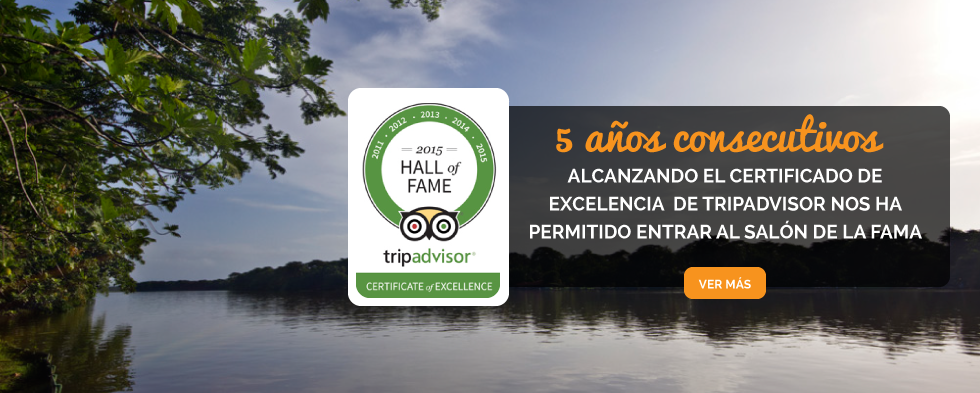 2011 · 2012 · 2013 · 2014 · 2015
2015
HALL of
FAME
tripadvisor®
CERTIFICATE of EXCELLENCE
5 años consecutivos
ALCANZANDO EL CERTIFICADO DE
EXCELENCIA DE TRIPADVISOR NOS HA
PERMITIDO ENTRAR AL SALÓN DE LA FAMA
VER MÁS